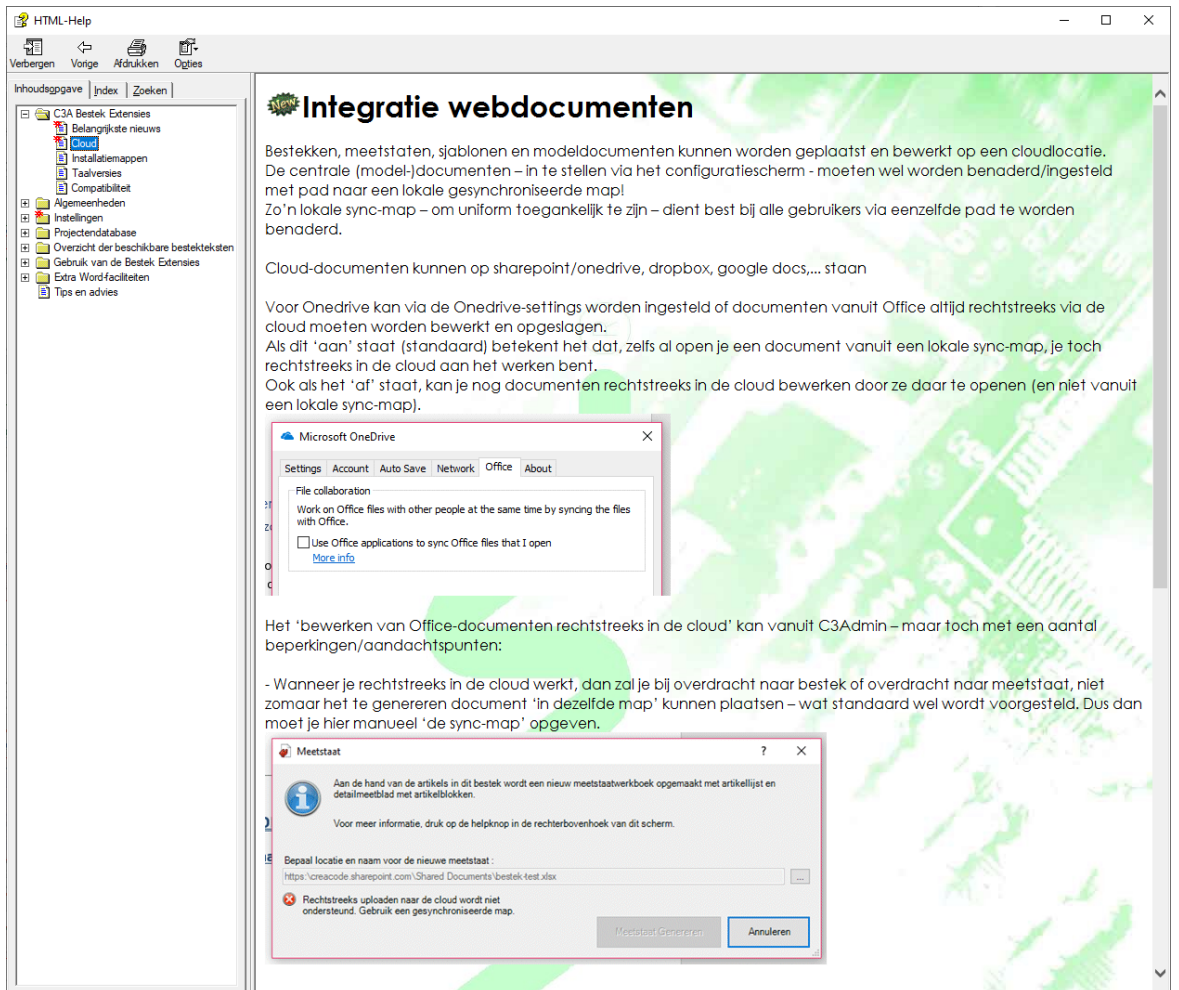 HTML-Help
Verbergen Vorige Afdrukken Opties
Inhoudsopgave Index Zoeken
C3A Bestek Extensies
Belangrijkste nieuws
Cloud
Installatiemappen
Taalversies
Compatibiliteit
Algemeenheden
Instellingen
Projectendatabase
Overzicht der beschikbare bestekteksten
Gebruik van de Bestek Extensies
Extra Word-faciliteiten
Tips en advies
New Integratie webdocumenten
Bestekken, meetstaten, sjablonen en modeldocumenten kunnen worden geplaatst en bewerkt op een cloudlocatie.
De centrale (model-)documenten – in te stellen via het configuratiescherm - moeten wel worden benaderd/ingesteld
met pad naar een lokale gesynchroniseerde map!
Zo'n lokale sync-map – om uniform toegankelijk te zijn – dient best bij alle gebruikers via eenzelfde pad te worden
benaderd.
Cloud-documenten kunnen op sharepoint/onedrive, dropbox, google docs,... staan
Voor Onedrive kan via de Onedrive-settings worden ingesteld of documenten vanuit Office altijd rechtstreeks via de
cloud moeten worden bewerkt en opgeslagen.
Als dit 'aan' staat (standaard) betekent het dat, zelfs al open je een document vanuit een lokale sync-map, je toch
rechtstreeks in de cloud aan het werken bent.
Ook als het 'af' staat, kan je nog documenten rechtstreeks in de cloud bewerken door ze daar te openen (en niet vanuit
een lokale sync-map).
Microsoft OneDrive
Settings Account Auto Save Network Office About
File collaboration
Work on Office files with other people at the same time by syncing the files
with Office.
Use Office applications to sync Office files that I open
More info
Het 'bewerken van Office-documenten rechtstreeks in de cloud' kan vanuit C3Admin – maar toch met een aantal
beperkingen/aandachtspunten:
- Wanneer je rechtstreeks in de cloud werkt, dan zal je bij overdracht naar bestek of overdracht naar meetstaat, niet
zomaar het te genereren document 'in dezelfde map' kunnen plaatsen – wat standaard wel wordt voorgesteld. Dus dan
moet je hier manueel 'de sync-map' opgeven.
Meetstaat ?
Aan de hand van de artikels in dit bestek wordt een nieuw meetstaatwerkboek opgemaakt met artikellijst en
detailmeetblad met artikelblokken.
Voor meer informatie, druk op de helpknop in de rechterbovenhoek van dit scherm.
Bepaal locatie en naam voor de nieuwe meetstaat :
https:\creacode.sharepoint.com\Shared Documents\bestek-test.xlsx ...
Rechtstreeks uploaden naar de cloud wordt niet
ondersteund. Gebruik een gesynchroniseerde map.
Meetstaat Genereren Annuleren